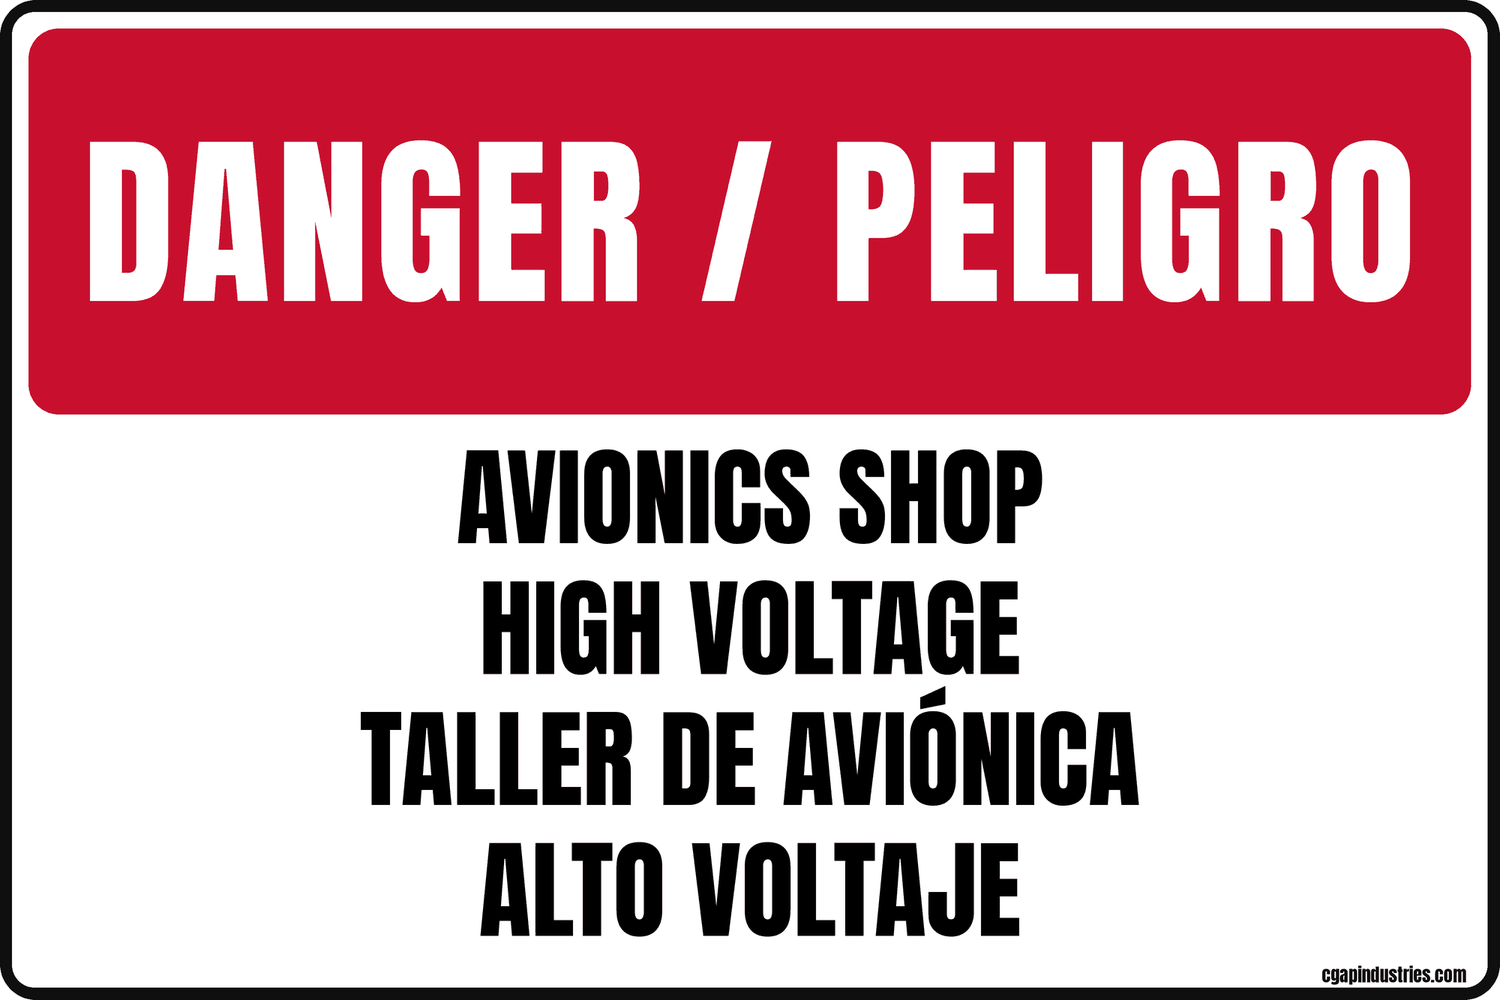 DANGER / PELIGRO
AVIONICS SHOP
HIGH VOLTAGE
TALLER DE AVIÓNICA
ALTO VOLTAJE
cgapindustries.com